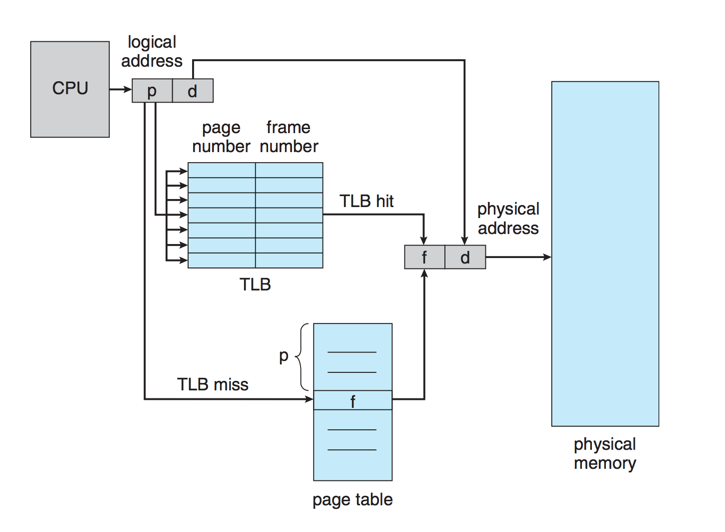 logical
address
CPU
p
d
page
number
frame
number
TLB hit
physical
address
f
d
TLB
p
TLB miss
f
page table
physical
memory